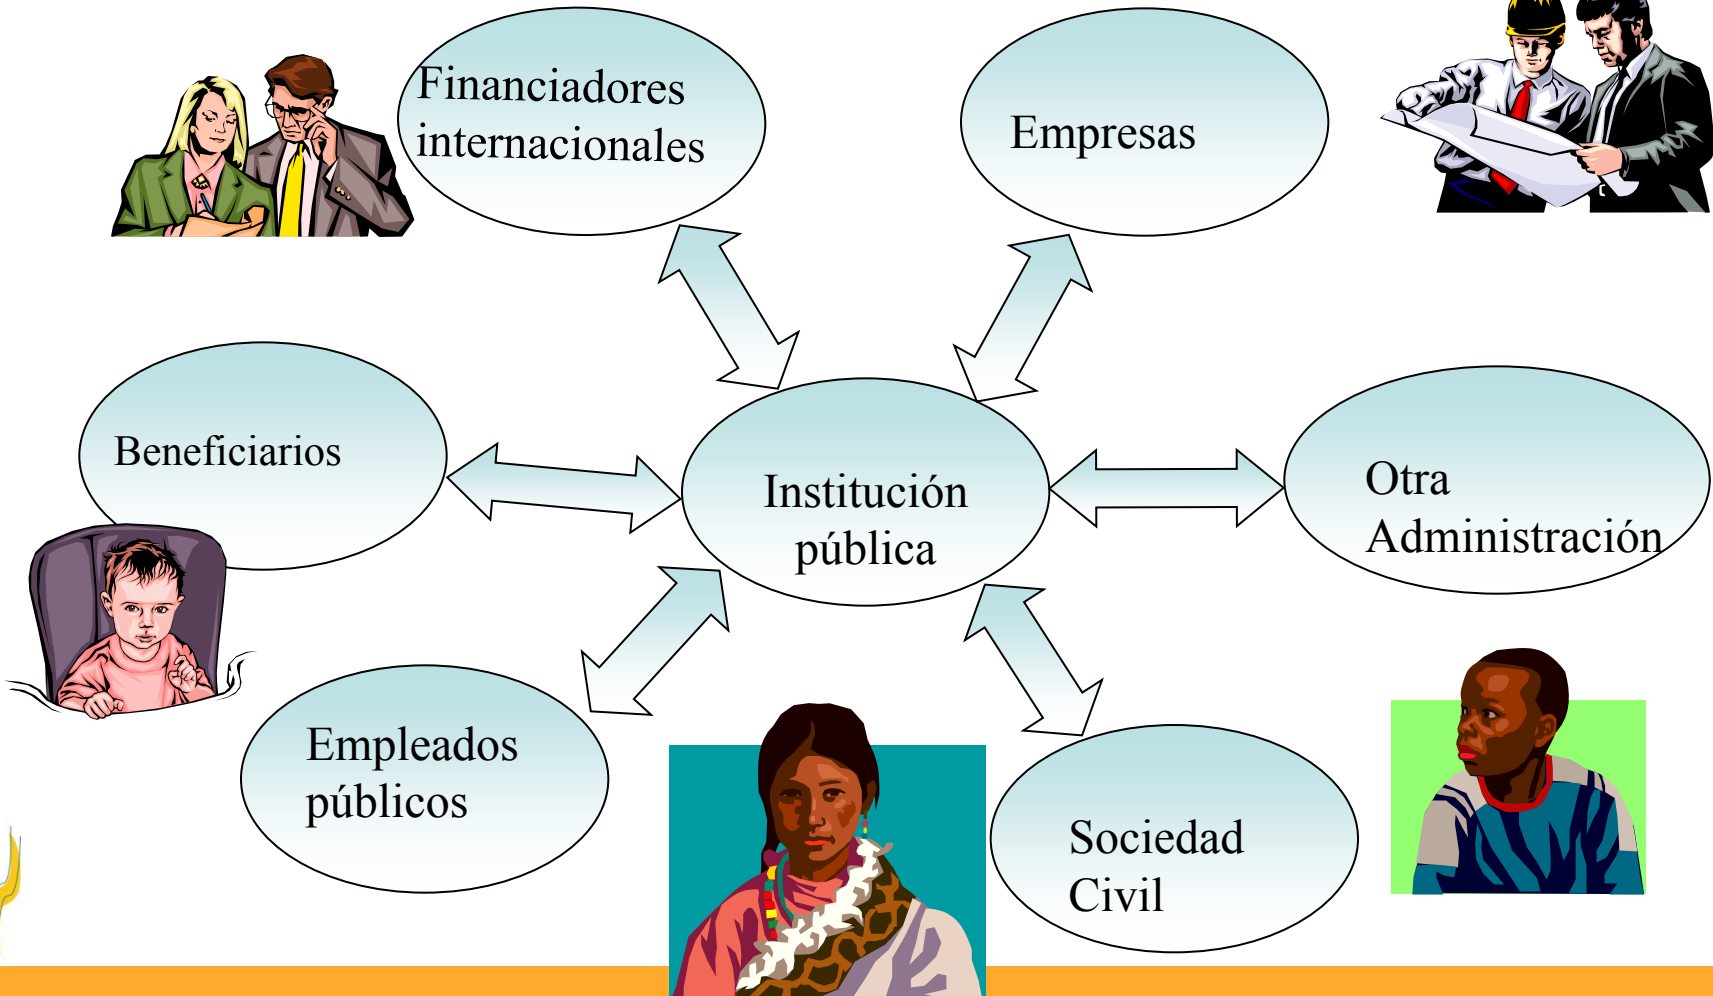 Financiadores
internacionales
Empresas
Beneficiarios
Institución
pública
Otra
Administración
Empleados
públicos
Sociedad
Civil